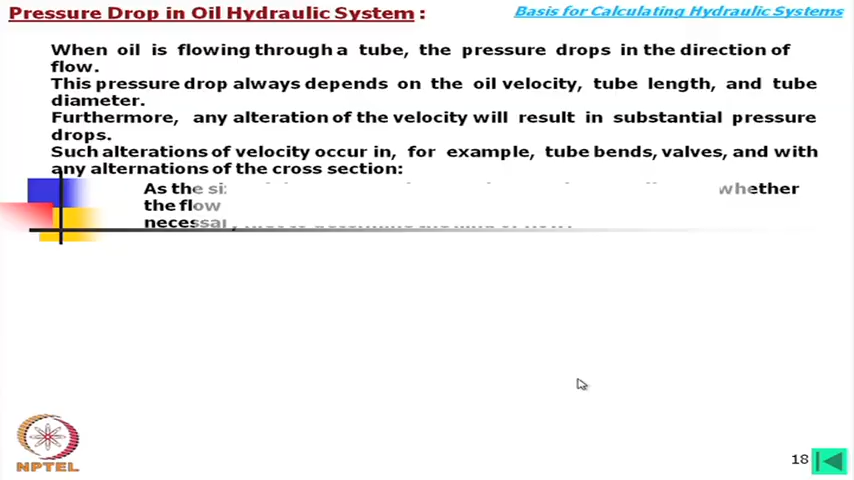 Pressure Drop in Oil Hydraulic System :
Basis for Calculating Hydraulic Systems
When oil is flowing through a tube, the pressure drops in the direction of
flow.
This pressure drop always depends on the oil velocity, tube length, and tube
diameter.
Furthermore, any alteration of the velocity will result in substantial pressure
drops.
Such alterations of velocity occur in, for example, tube bends, valves, and with
any alternations of the cross section:
As the whether
the flow
NPTEL
18